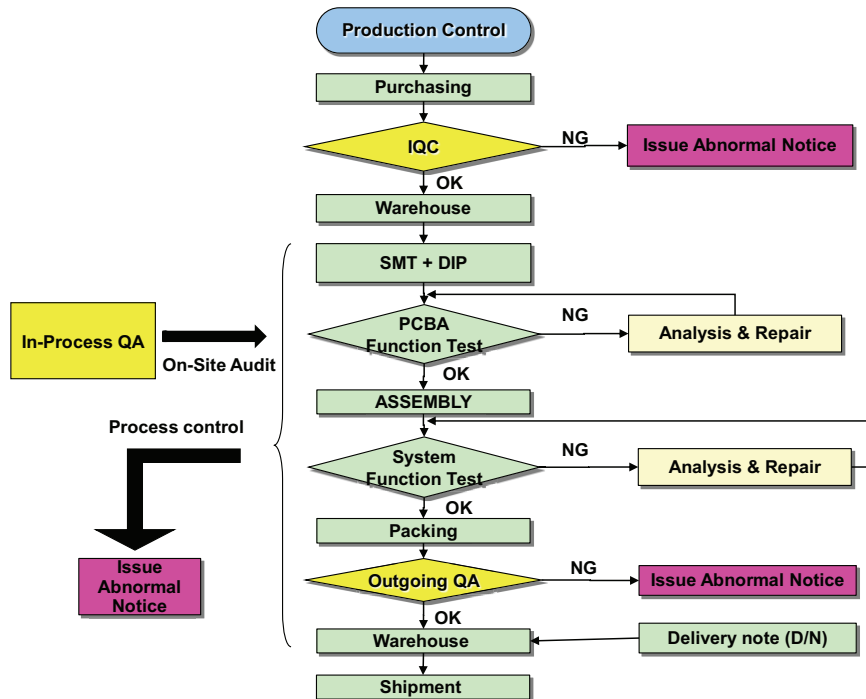 Production Control
Purchasing
IQC
NG
Issue Abnormal Notice
OK
Warehouse
SMT + DIP
In-Process QA
On-Site Audit
PCBA
Function Test
NG
Analysis & Repair
OK
ASSEMBLY
Process control
System
Function Test
NG
Analysis & Repair
OK
Packing
Issue
Abnormal
Notice
Outgoing QA
NG
Issue Abnormal Notice
OK
Warehouse
Delivery note (D/N)
Shipment